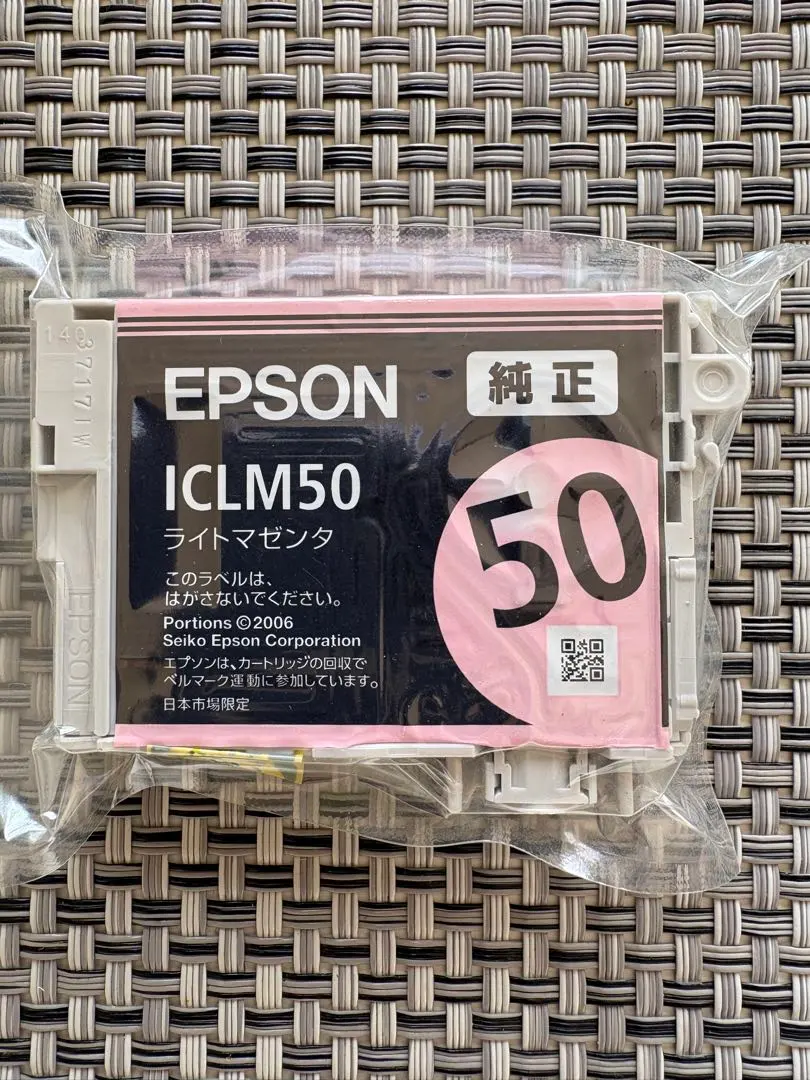 EPSON
純正
ICLM50
ライトマゼンタ
50
このラベルは、
はがさないでください。
Portions ©2006
Seiko Epson Corporation
エプソンは、カートリッジの回収で
ベルマーク運動に参加しています。
日本市場限定
EPSON